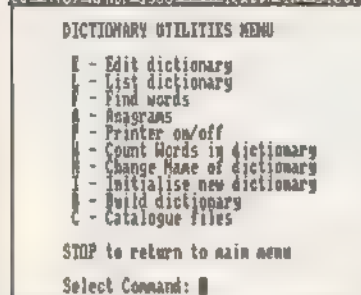 DICTIONARY UTILITIES MENU
E - Edit dictionary
L - List dictionary
F - Find words
A - Anagrams
P - Printer on/off
W - Count Words in dictionary
N - Change Name of dictionary
I - Initialise new dictionary
B - Build dictionary
C - Catalogue files
STOP to return to main menu
Select Command: